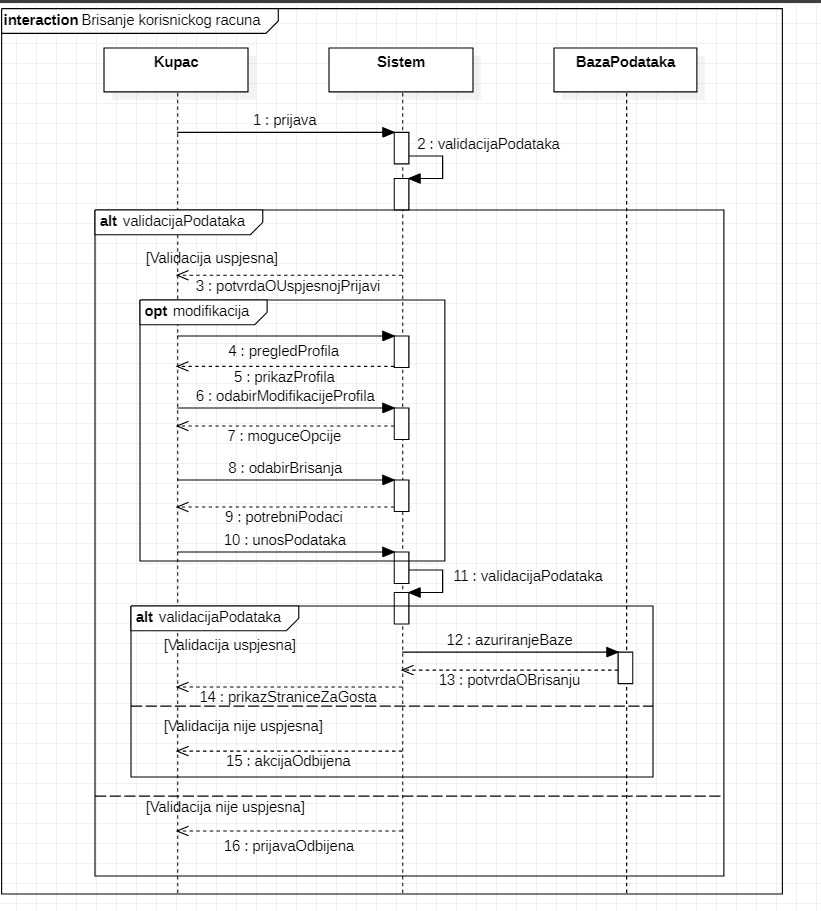 interaction Brisanje korisnickog racuna
Kupac
Sistem
BazaPodataka
1 : prijava
2 : validacijaPodataka
alt validacijaPodataka
[Validacija uspjesna]
3 : potvrdaOUspjesnojPrijavi
opt modifikacija
4 : pregledProfila
5 : prikazProfila
6 : odabirModifikacijeProfila
7 : moguceOpcije
8 : odabirBrisanja
9 : potrebniPodaci
10 : unosPodataka
11 : validacijaPodataka
alt validacijaPodataka
[Validacija uspjesna]
12 : azuriranjeBaze
13 : potvrdaOBrisanju
14 : prikazStraniceZaGosta
[Validacija nije uspjesna]
15 : akcijaOdbijena
[Validacija nije uspjesna]
16 : prijavaOdbijena